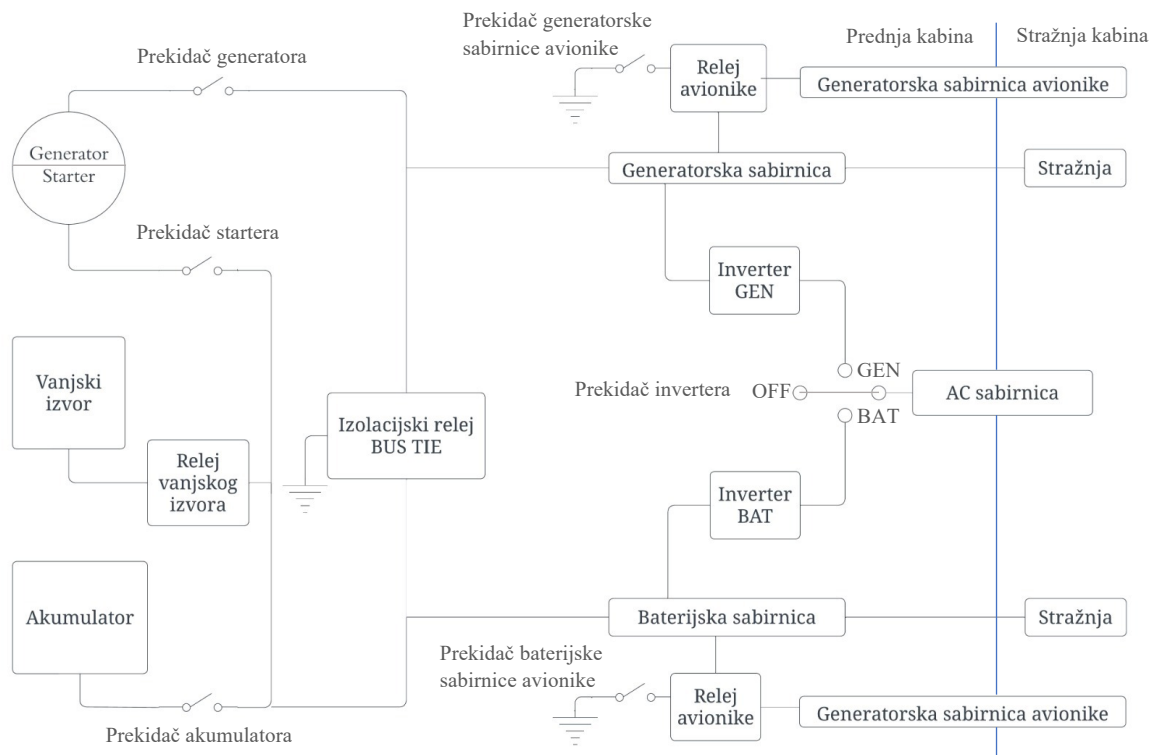 Prekidač generatorske
sabirnice avionike
Prednja kabina
Stražnja kabina
Prekidač generatora
Relej
avionike
Generatorska sabirnica avionike
Generator
Starter
Generatorska sabirnica
Stražnja
Prekidač startera
Inverter
GEN
Vanjski
izvor
GEN
Prekidač invertera
OFF
AC sabirnica
BAT
Izolacijski relej
BUS TIE
Relej
vanjskog
izvora
Inverter
BAT
Akumulator
Baterijska sabirnica
Stražnja
Prekidač baterijske
sabirnice avionike
Relej
avionike
Generatorska sabirnica avionike
Prekidač akumulatora